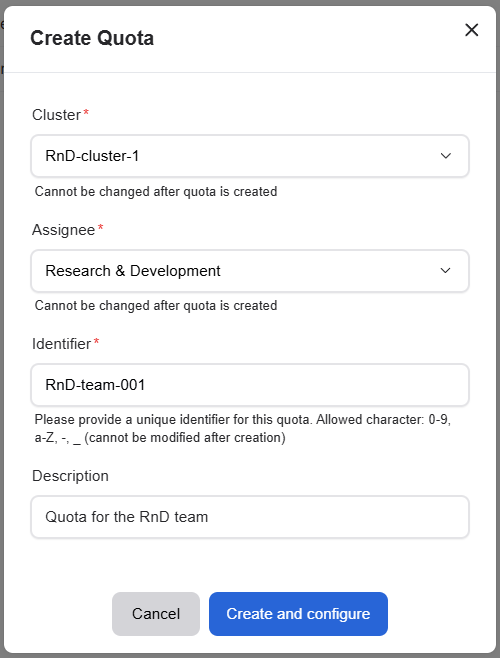 Create Quota
Cluster*
RnD-cluster-1
Cannot be changed after quota is created
Assignee*
Research & Development
Cannot be changed after quota is created
Identifier*
RnD-team-001
Please provide a unique identifier for this quota. Allowed character: 0-9,
a-Z, -, _ (cannot be modified after creation)
Description
Quota for the RnD team
Cancel
Create and configure